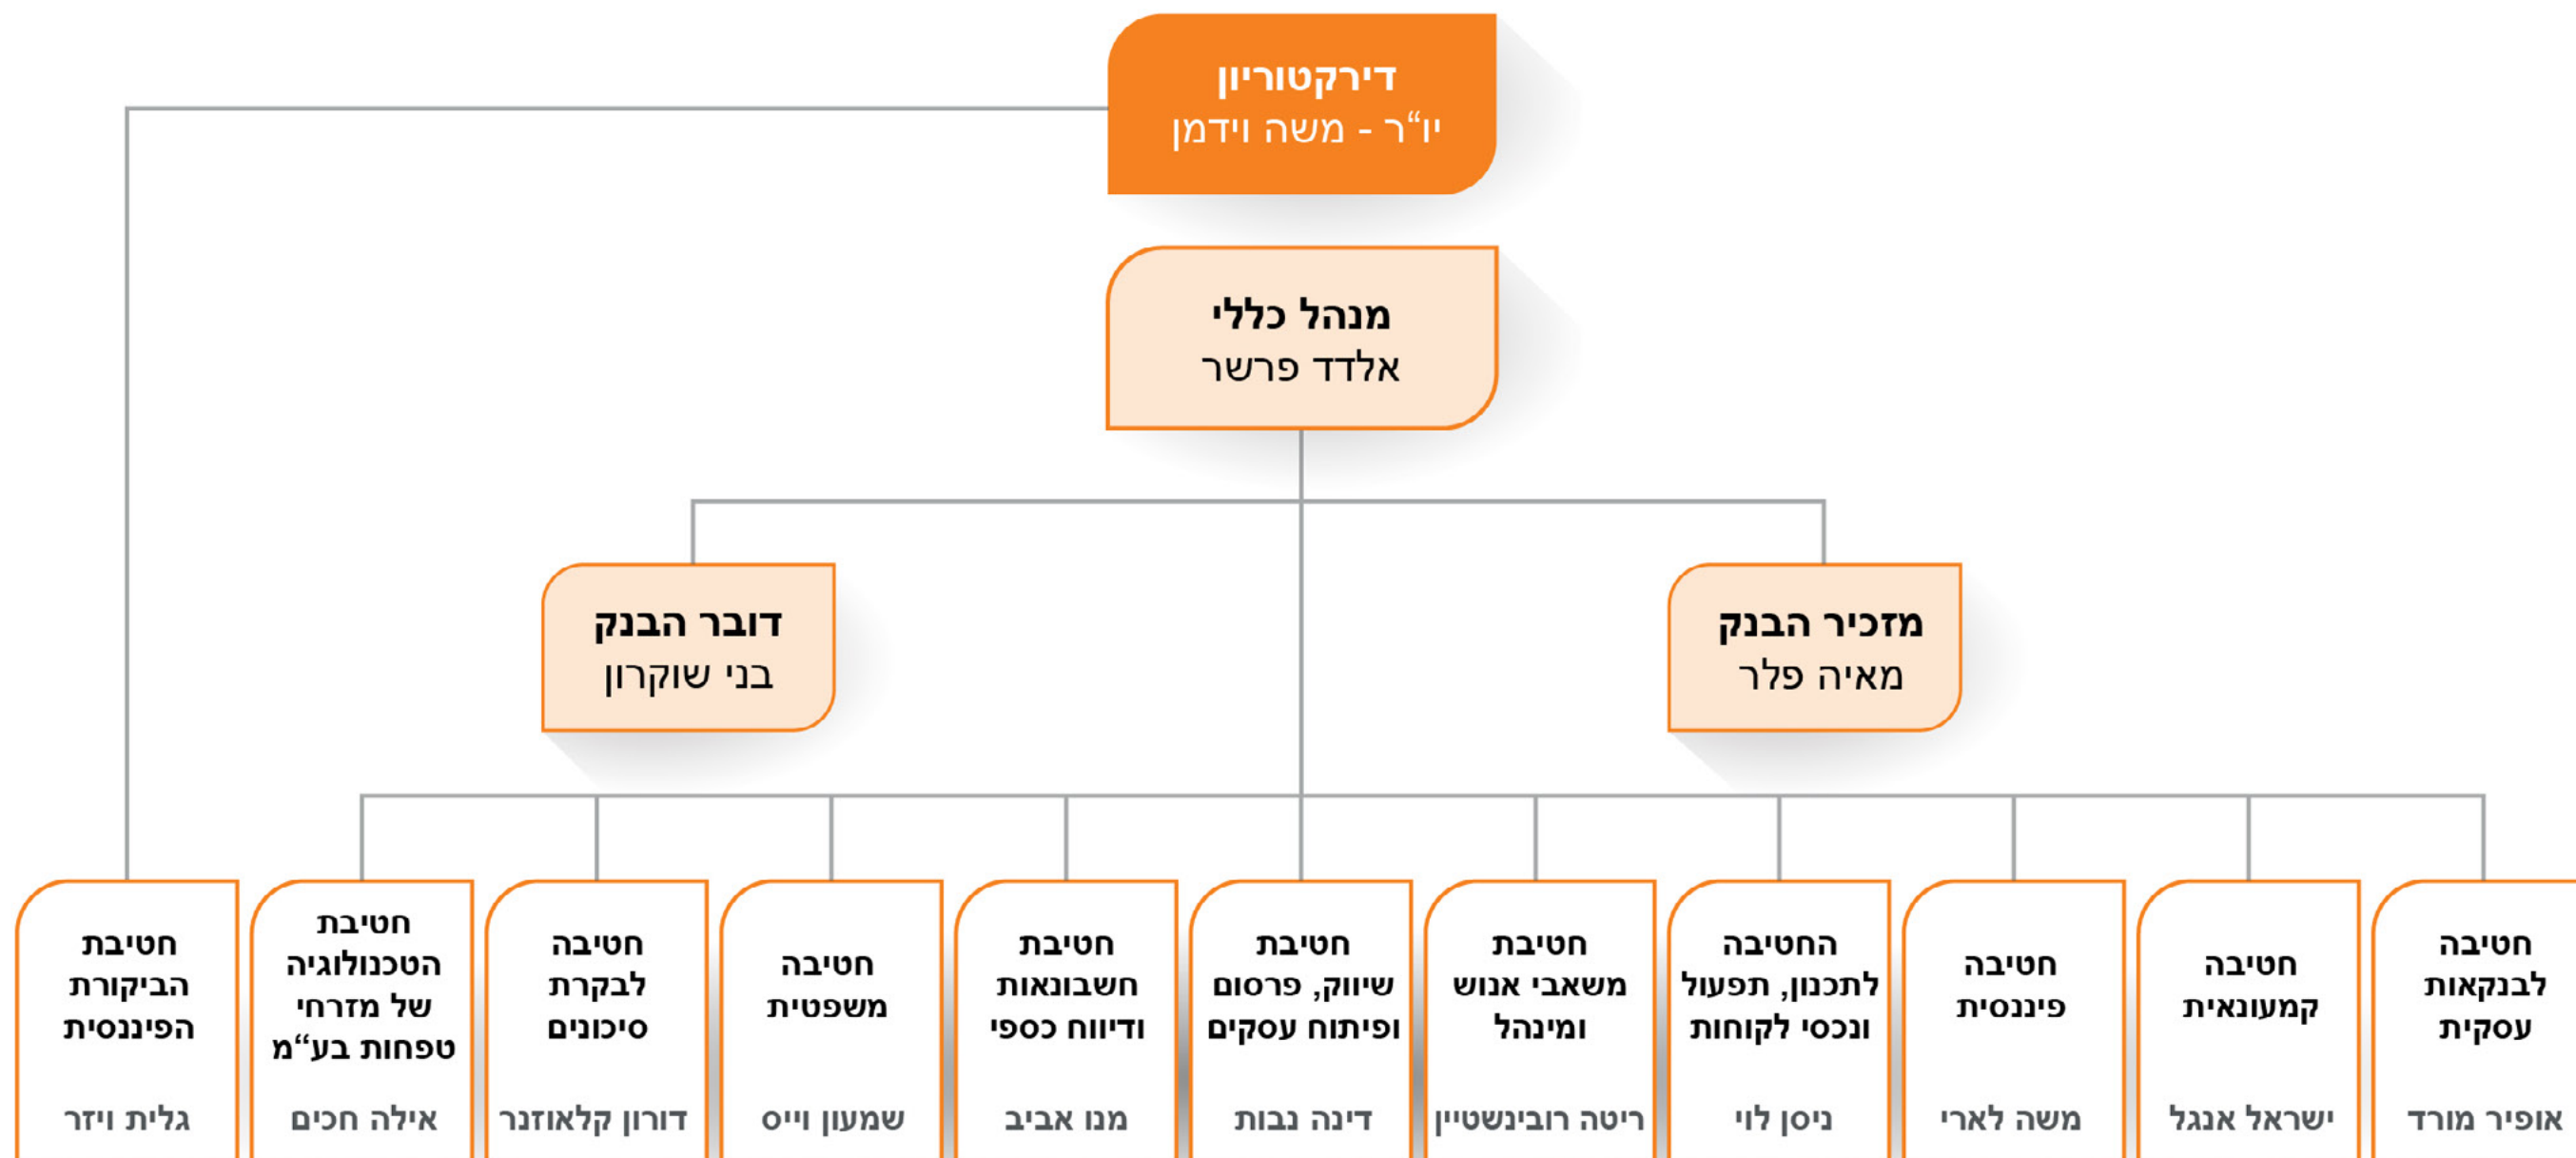 דירקטוריון
יו“ר - משה וידמן
מנהל כללי
אלדד פרשר
מזכיר הבנק
מאיה פלר
דובר הבנק
בני שוקרון
חטיבה
לבנקאות
עסקית
אופיר מורד
חטיבה
קמעונאית
ישראל אנגל
חטיבה
פיננסית
משה לארי
החטיבה
לתכנון, תפעול
ונכסי לקוחות
ניסן לוי
חטיבת
משאבי אנוש
ומינהל
ריטה רובינשטיין
חטיבת
שיווק, פרסום
ופיתוח עסקים
דינה נבות
חטיבת
חשבונאות
ודיווח כספי
מנו אביב
חטיבה
משפטית
שמעון וייס
חטיבה
לבקרת
סיכונים
דורון קלאוזנר
חטיבת
הטכנולוגיה
של מזרחי
טפחות בע“מ
אילה חכים
חטיבת
הביקורת
הפיננסית
גלית ויזר